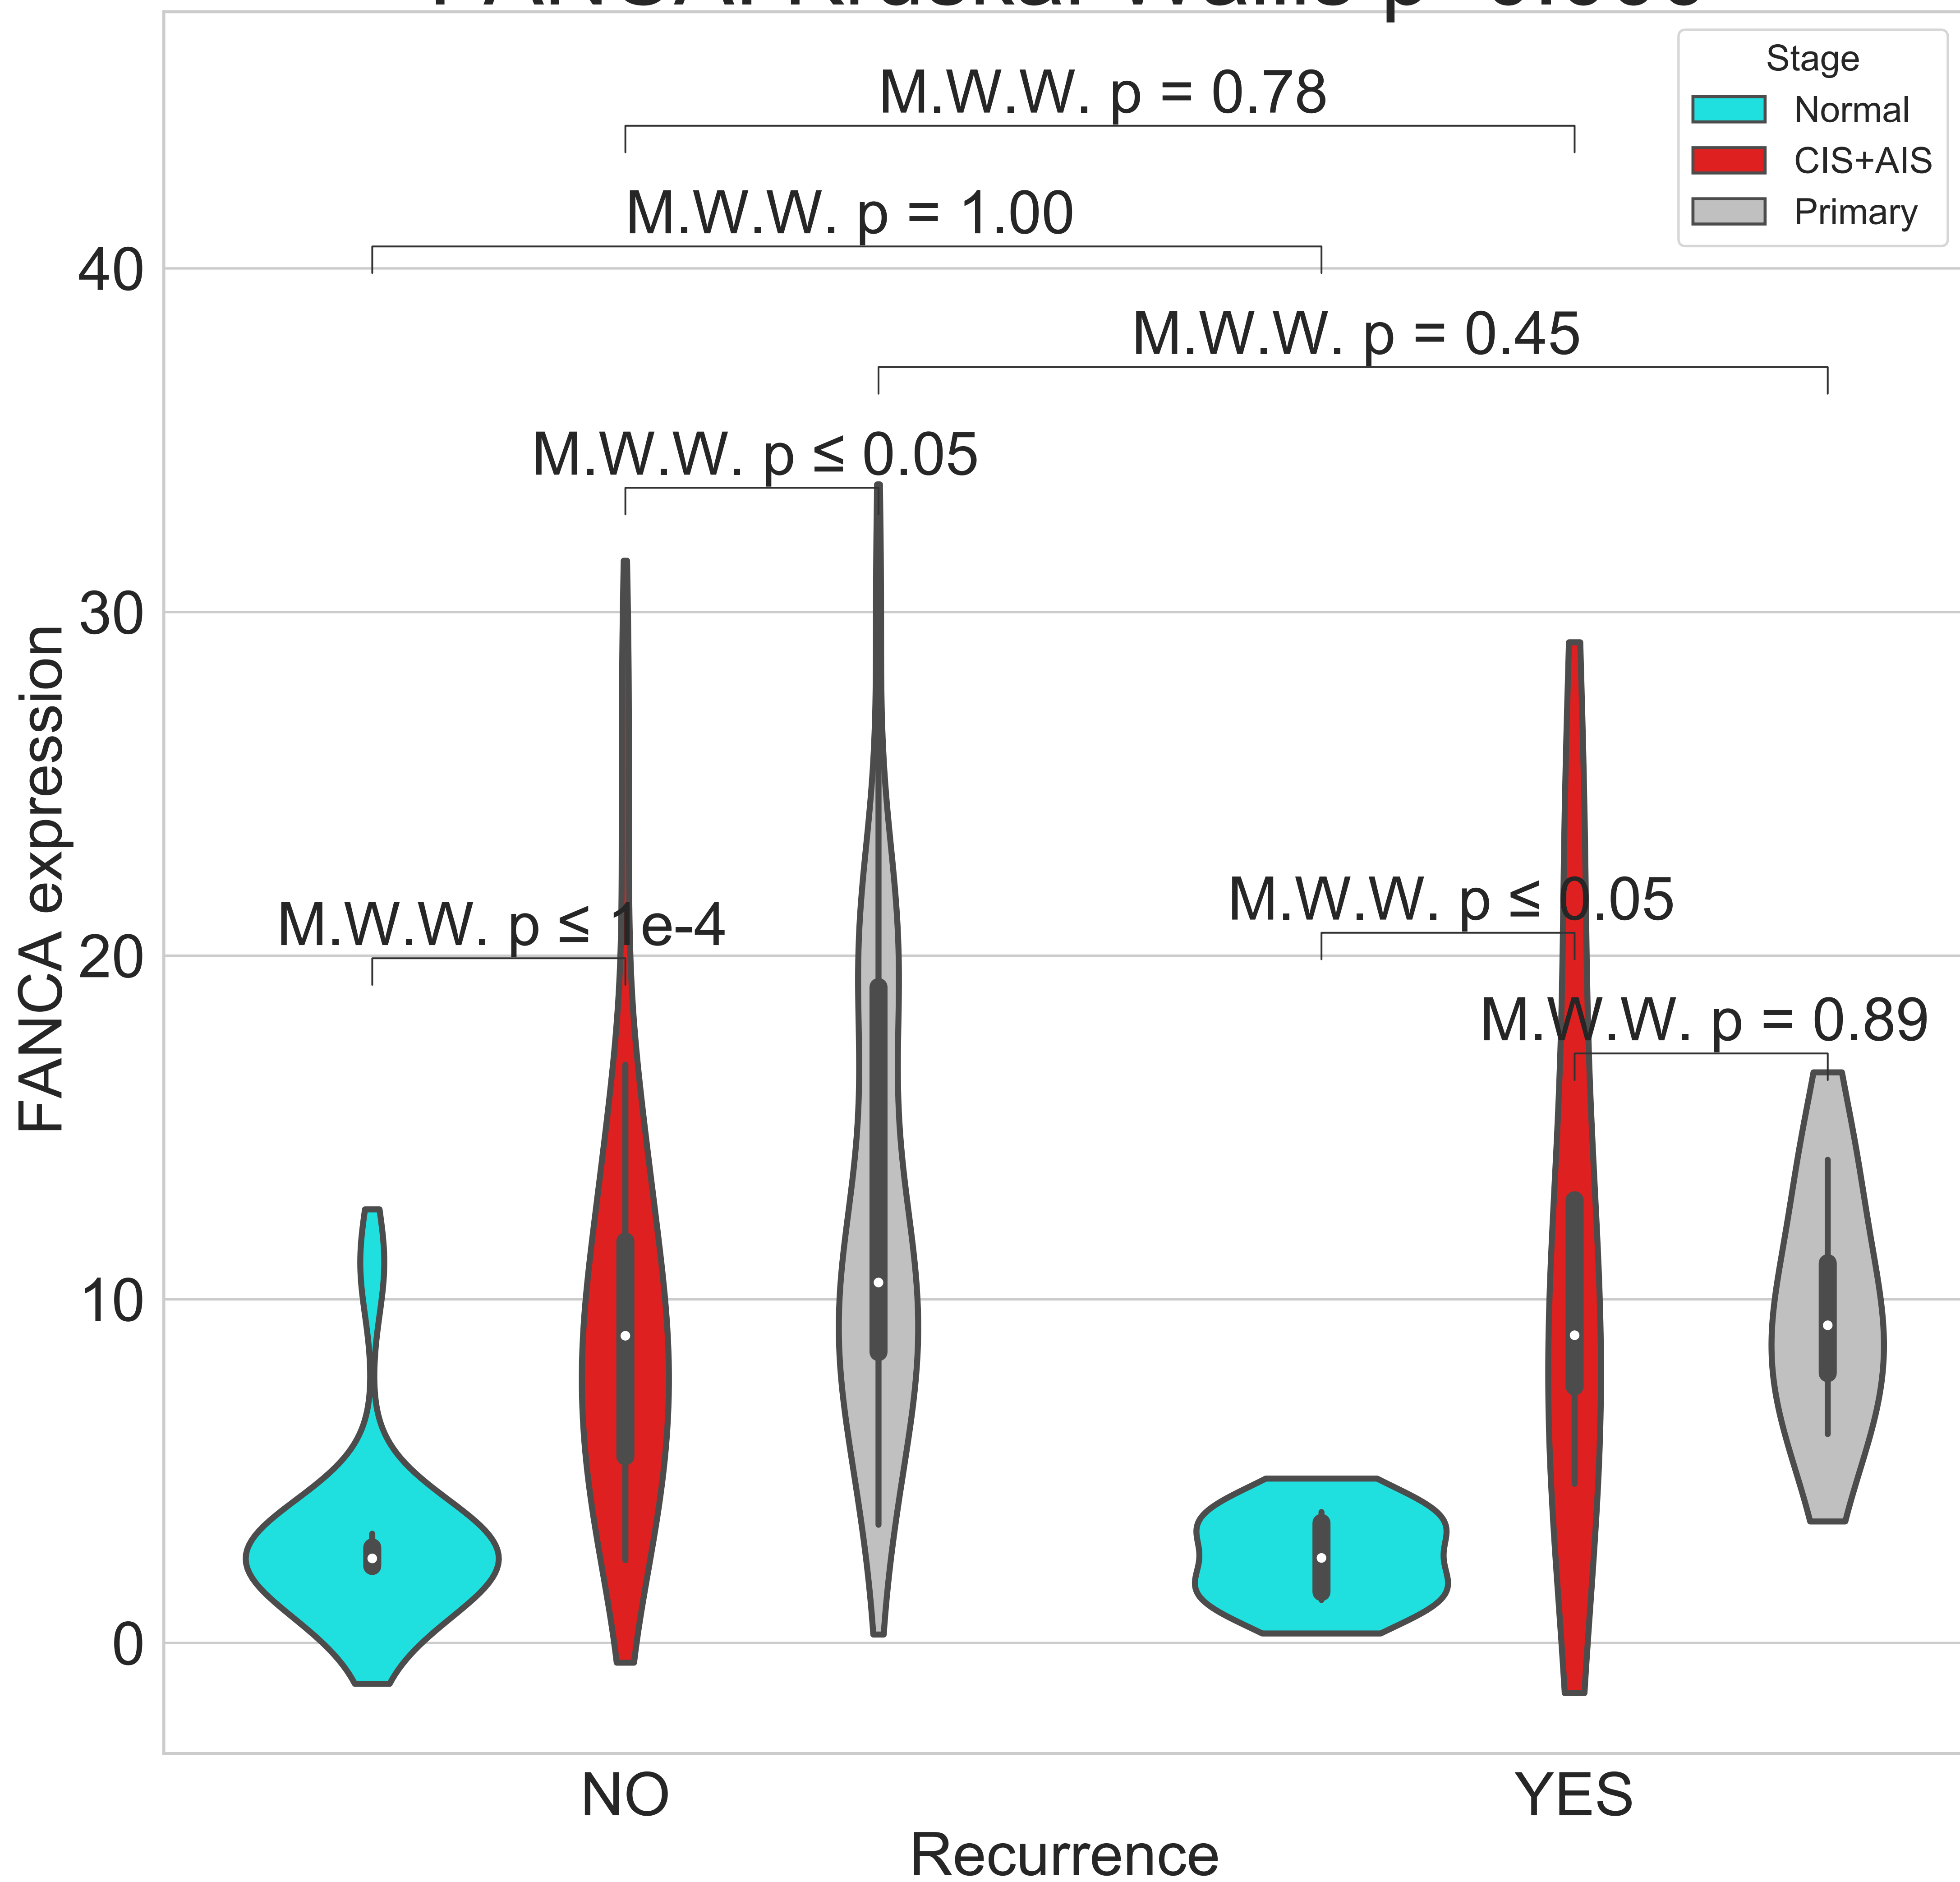 Stage
Normal
CIS+AIS
Primary
M.W.W. p = 0.78
M.W.W. p = 1.00
M.W.W. p = 0.45
M.W.W. p ≤ 0.05
M.W.W. p ≤ 1e-4
M.W.W. p ≤ 0.05
M.W.W. p = 0.89
40
30
20
10
0
FANCA expression
NO
YES
Recurrence